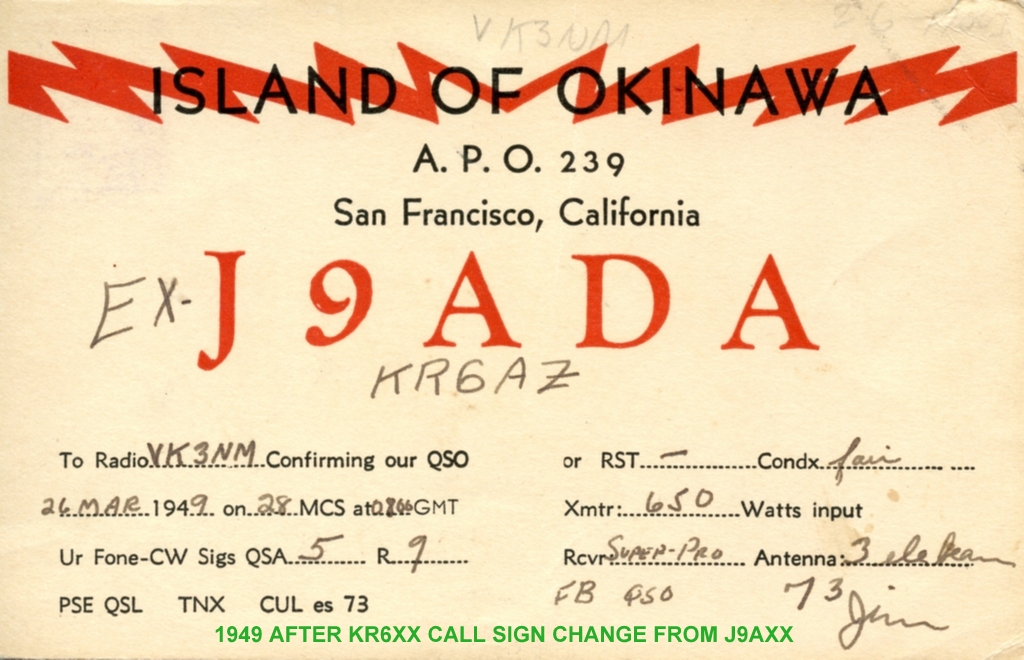 VK3NM
26
ISLAND OF OKINAWA
A. P. O. 239
San Francisco, California
EX- J9ADA
KR6AZ
To Radio VK3NM Confirming our QSO
26 MAR 1949 on 28 MCS at GMT
Ur Fone-CW Sigs QSA 5 R 9
PSE QSL TNX CUL es 73
or RST - Condx. fair
Xmtr: 650 Watts input
Rcvr SUPER-PRO Antenna: 3 ele Beam
FB QSO 73 Jim
1949 AFTER KR6XX CALL SIGN CHANGE FROM J9AXX